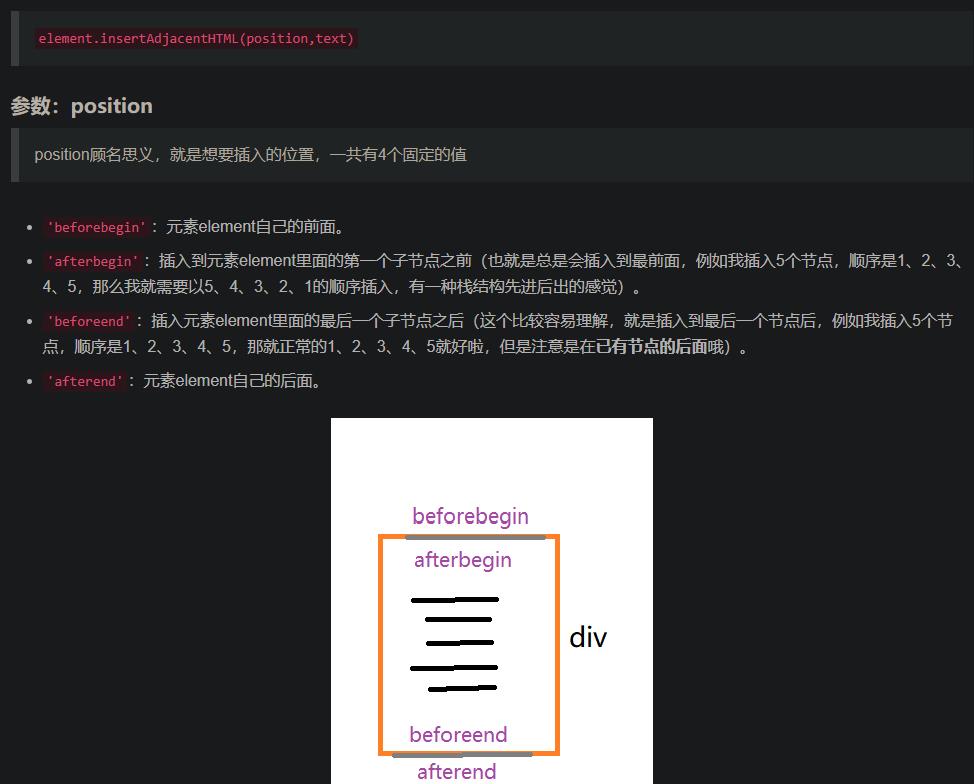 element.insertAdjacentHTML(position,text)
参数：position
position顾名思义，就是想要插入的位置，一共有4个固定的值
'beforebegin'：元素element自己的前面。
'afterbegin'：插入到元素element里面的第一个子节点之前（也就是总是会插入到最前面，例如我插入5个节点，顺序是1、2、3、
4、5，那么我就需要以5、4、3、2、1的顺序插入，有一种栈结构先进后出的感觉）。
'beforeend'：插入元素element里面的最后一个子节点之后（这个比较容易理解，就是插入到最后一个节点后，例如我插入5个节
点，顺序是1、2、3、4、5，那就正常的1、2、3、4、5就好啦，但是注意是在已有节点的后面哦）。
'afterend'：元素element自己的后面。
beforebegin
afterbegin
div
beforeend
afterend